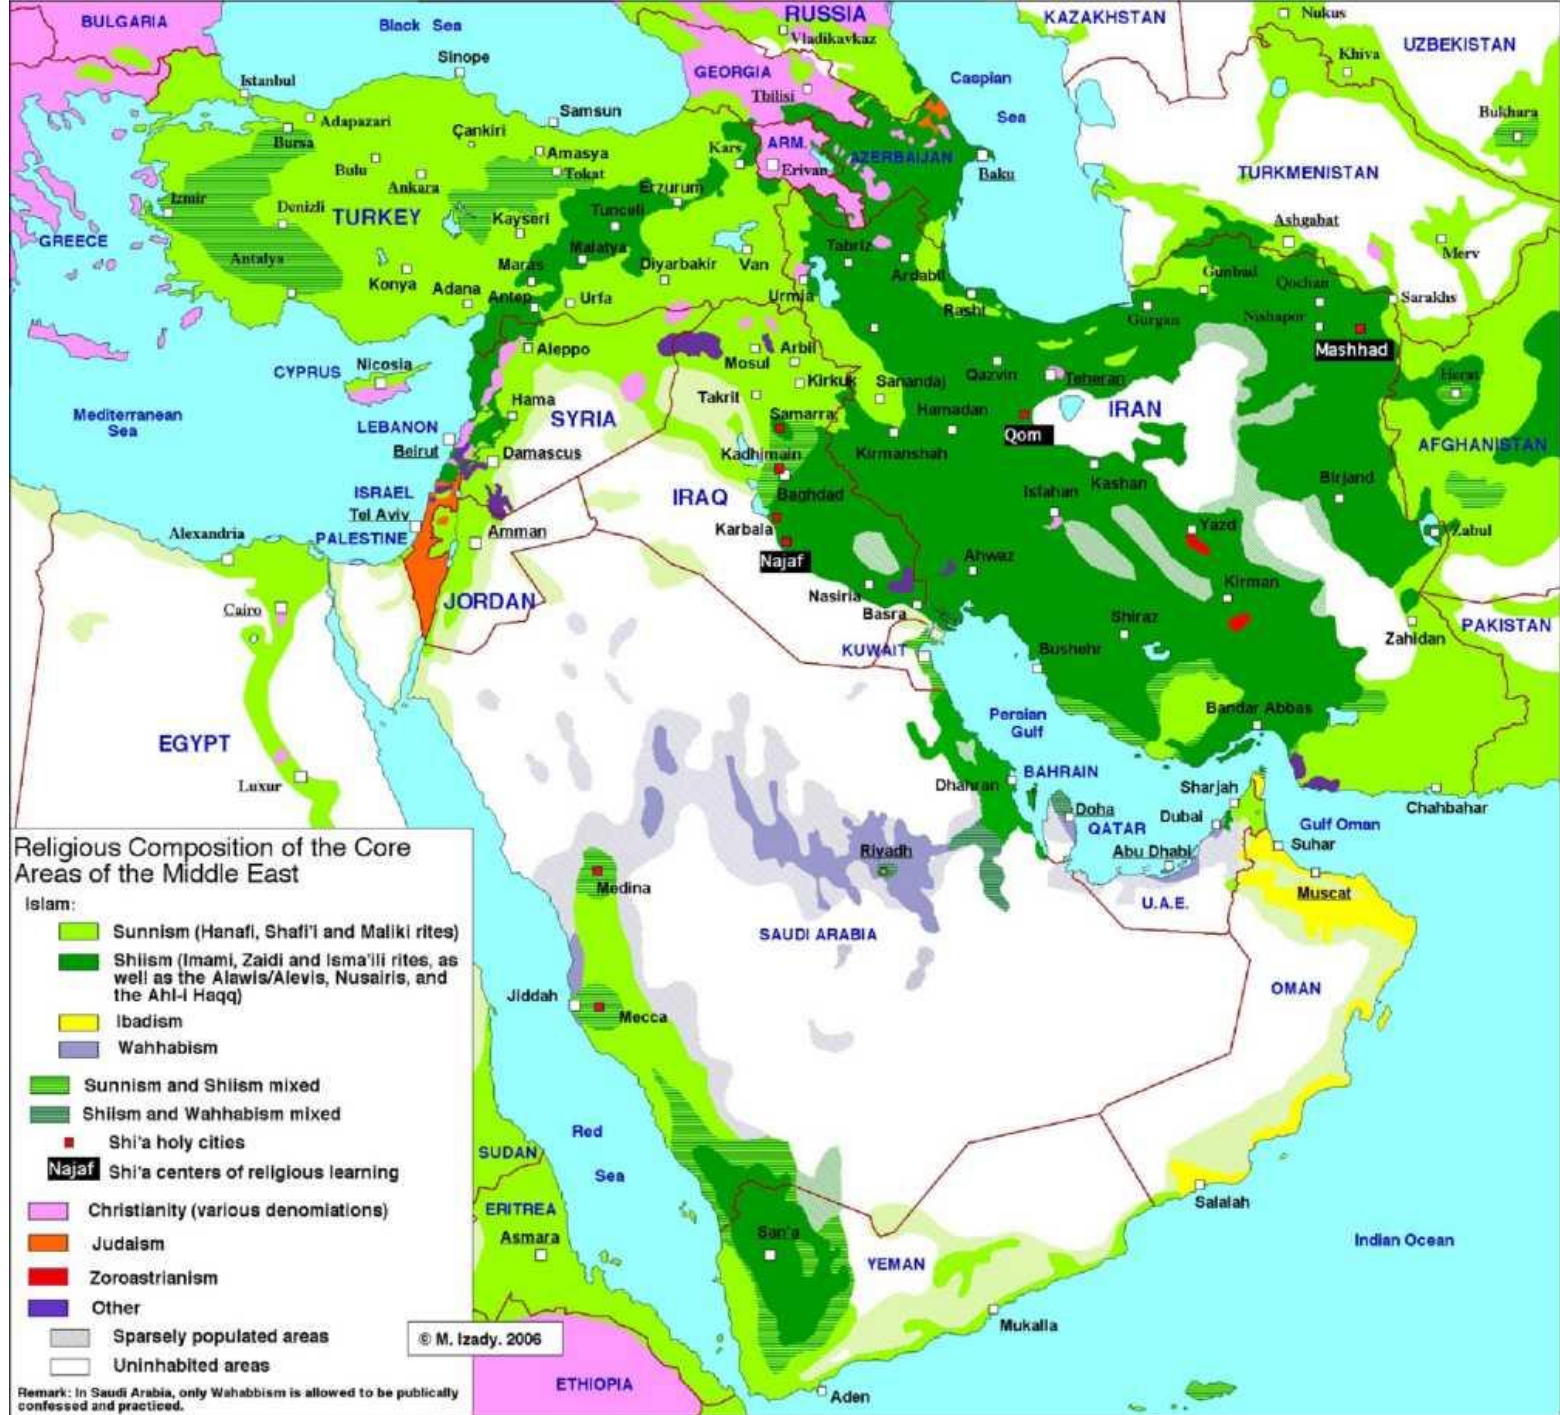 BULGARIA
Black Sea
RUSSIA
KAZAKHSTAN
Nukus
UZBEKISTAN
Vladikavkaz
Khiva
Sinope
GEORGIA
Caspian
Sea
Istanbul
Tbilisi
Bukhara
Samsun
Adapazari
Çankiri
Bursa
Kars
ARM.
AZERBAIJAN
Amasya
Bulu
Tokat
Erivan
Baku
TURKMENISTAN
Ankara
Erzurum
Izmir
Denizli
TURKEY
Kayseri
Tunceli
Ashgabat
GREECE
Malatya
Tabriz
Merv
Antalya
Maras
Diyarbakir
Van
Ardabil
Gunbad
Konya
Adana
Antep
Urfa
Urmia
Rasht
Qochan
Sarakhs
Gurgan
Nishapor
Aleppo
Mosul
Arbil
Mashhad
CYPRUS
Nicosia
Kirkuk
Sanandaj
Qazvin
Teheran
Herat
Takrit
Mediterranean
Sea
Hama
SYRIA
Samarra
Hamadan
IRAN
LEBANON
Qom
Beirut
Damascus
Kadhimain
Kirmanshah
AFGHANISTAN
ISRAEL
IRAQ
Baghdad
Isfahan
Kashan
Birjand
Tel Aviv
Alexandria
PALESTINE
Amman
Karbala
Yazd
Zabul
Najaf
Ahwaz
Cairo
JORDAN
Nasiria
Kirman
Basra
Shiraz
Zahidan
PAKISTAN
KUWAIT
Bushehr
Persian
Gulf
Bandar Abbas
EGYPT
Luxur
Dhahran
BAHRAIN
Sharjah
Chahbahar
Doha
QATAR
Dubai
Gulf Oman
Abu Dhabi
Suhar
Riyadh
Medina
Muscat
U.A.E.
SAUDI ARABIA
Jiddah
Mecca
OMAN
Red
Sea
SUDAN
ERITREA
Asmara
San'a
YEMAN
Salalah
Indian Ocean
Mukalla
ETHIOPIA
Aden
Religious Composition of the Core
Areas of the Middle East
Islam:
Sunnism (Hanafi, Shafi'i and Maliki rites)
Shiism (Imami, Zaidi and Isma'ili rites, as
well as the Alawis/Alevis, Nusairis, and
the Ahl-i Haqq)
Ibadism
Wahhabism
Sunnism and Shiism mixed
Shiism and Wahhabism mixed
Shi'a holy cities
Najaf Shi'a centers of religious learning
Christianity (various denomiations)
Judaism
Zoroastrianism
Other
Sparsely populated areas
Uninhabited areas
© M. Izady. 2006
Remark: In Saudi Arabia, only Wahabbism is allowed to be publically
confessed and practiced.